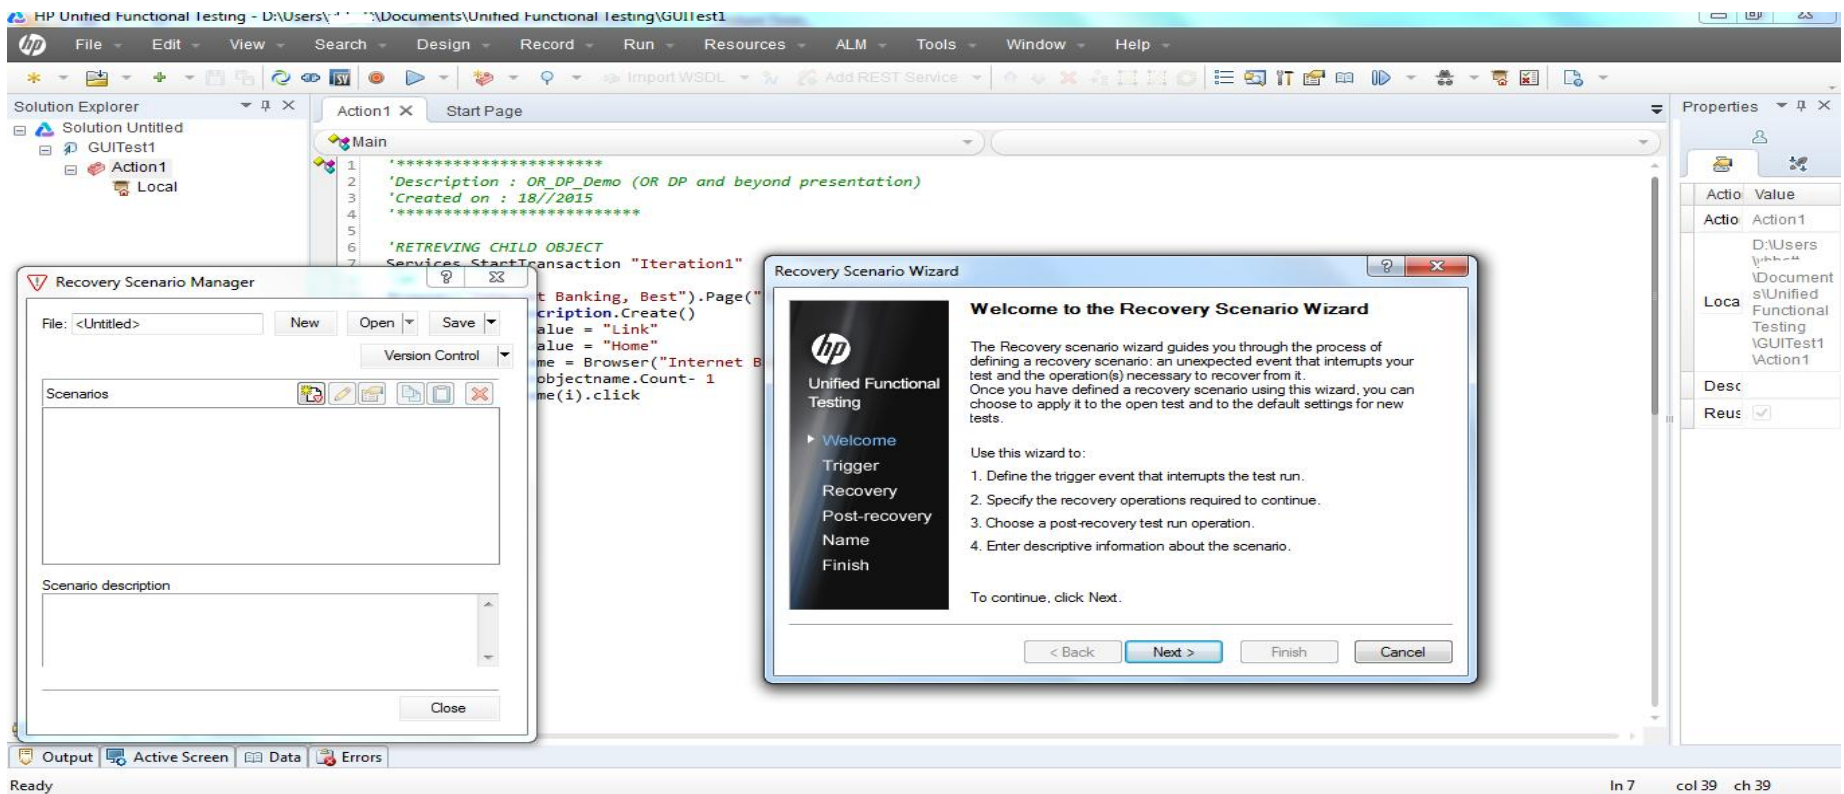 HP Unified Functional Testing - D:\Users\ \Documents\Unified Functional Testing\GUITest1
hp File Edit View Search Design Record Run Resources ALM Tools Window Help
SV Import WSDL Add REST Service
Solution Explorer
Solution Untitled
GUITest1
Action1
Local
Action1 Start Page
Main
1 '**********************
2 'Description : OR_DP_Demo (OR DP and beyond presentation)
3 'Created on : 18//2015
4 '**************************
5
6 'RETREVING CHILD OBJECT
7 Services.StartTransaction "Iteration1"
t Banking, Best").Page("
cription.Create()
alue = "Link"
alue = "Home"
me = Browser("Internet B
objectname.Count- 1
me(i).click
Recovery Scenario Manager
File: <Untitled> New Open Save
Version Control
Scenarios
Scenario description
Close
Recovery Scenario Wizard
hp
Unified Functional
Testing
Welcome
Trigger
Recovery
Post-recovery
Name
Finish
Welcome to the Recovery Scenario Wizard
The Recovery scenario wizard guides you through the process of
defining a recovery scenario: an unexpected event that interrupts your
test and the operation(s) necessary to recover from it.
Once you have defined a recovery scenario using this wizard, you can
choose to apply it to the open test and to the default settings for new
tests.
Use this wizard to:
1. Define the trigger event that interrupts the test run.
2. Specify the recovery operations required to continue.
3. Choose a post-recovery test run operation.
4. Enter descriptive information about the scenario.
To continue, click Next.
< Back Next > Finish Cancel
Properties
Actio Value
Actio Action1
Loca
D:\Users
\Document
s\Unified
Functional
Testing
\GUITest1
\Action1
Desc
Reus
Output Active Screen Data Errors
Ready ln 7 col 39 ch 39